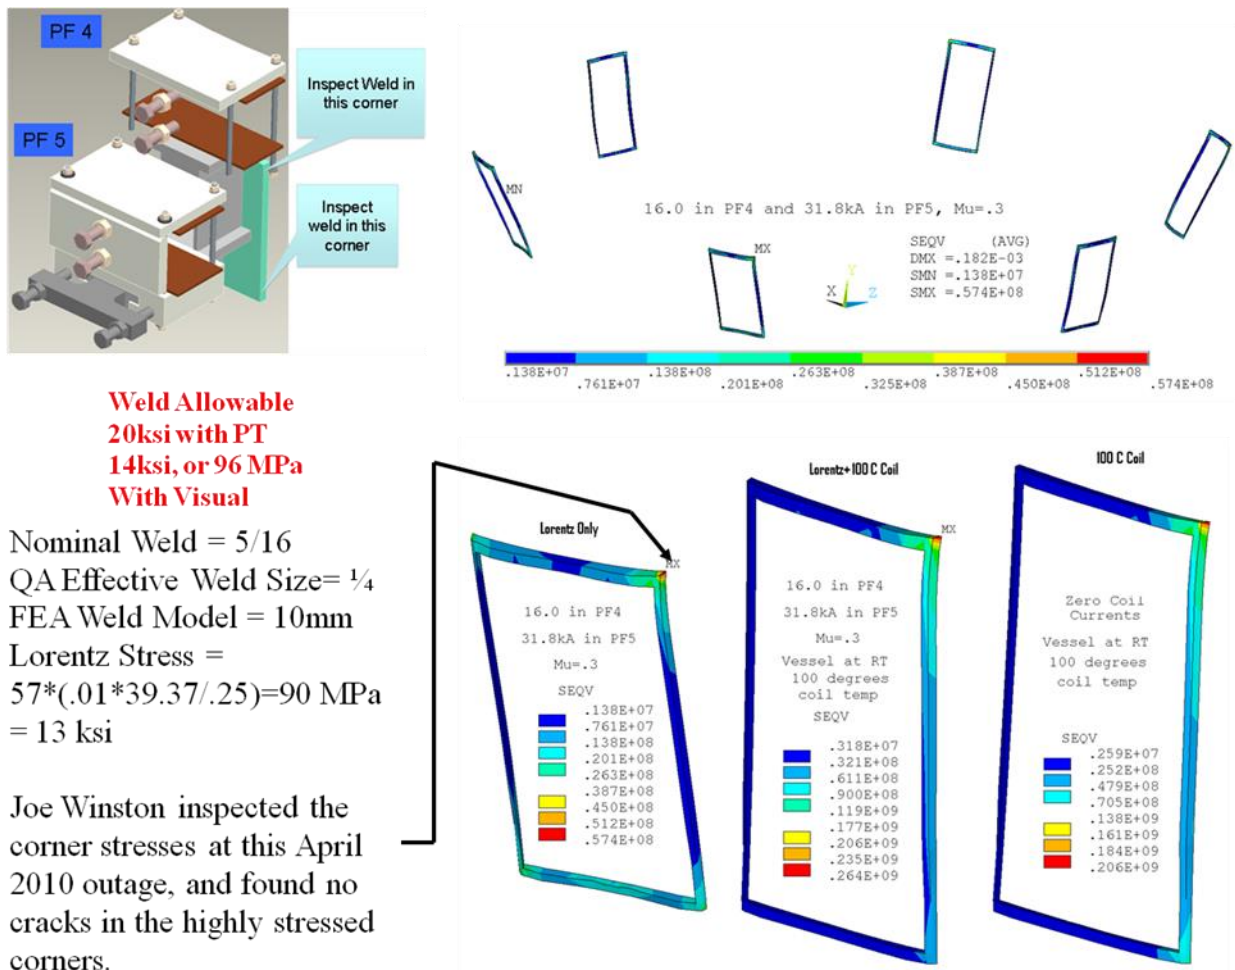 PF 4
PF 5
Inspect Weld in
this corner
Inspect
weld in this
corner
MN
16.0 in PF4 and 31.8kA in PF5, Mu=.3
MX
SEQV (AVG)
DMX =.182E-03
SMN =.138E+07
SMX =.574E+08
Y
X
Z
.138E+07
.761E+07
.138E+08
.201E+08
.263E+08
.325E+08
.387E+08
.450E+08
.512E+08
.574E+08
Weld Allowable
20ksi with PT
14ksi, or 96 MPa
With Visual
Nominal Weld = 5/16
QA Effective Weld Size= ¼
FEA Weld Model = 10mm
Lorentz Stress =
57*(.01*39.37/.25)=90 MPa
= 13 ksi
Joe Winston inspected the
corner stresses at this April
2010 outage, and found no
cracks in the highly stressed
corners.
Lorentz Only
MX
16.0 in PF4
31.8kA in PF5
Mu=.3
SEQV
.138E+07
.761E+07
.138E+08
.201E+08
.263E+08
.387E+08
.450E+08
.512E+08
.574E+08
Lorentz+100 C Coil
MX
16.0 in PF4
31.8kA in PF5
Mu=.3
Vessel at RT
100 degrees
coil temp
SEQV
.318E+07
.321E+08
.611E+08
.900E+08
.119E+09
.177E+09
.206E+09
.235E+09
.264E+09
100 C Coil
Zero Coil
Currents
Vessel at RT
100 degrees
coil temp
SEQV
.259E+07
.252E+08
.479E+08
.705E+08
.138E+09
.161E+09
.184E+09
.206E+09